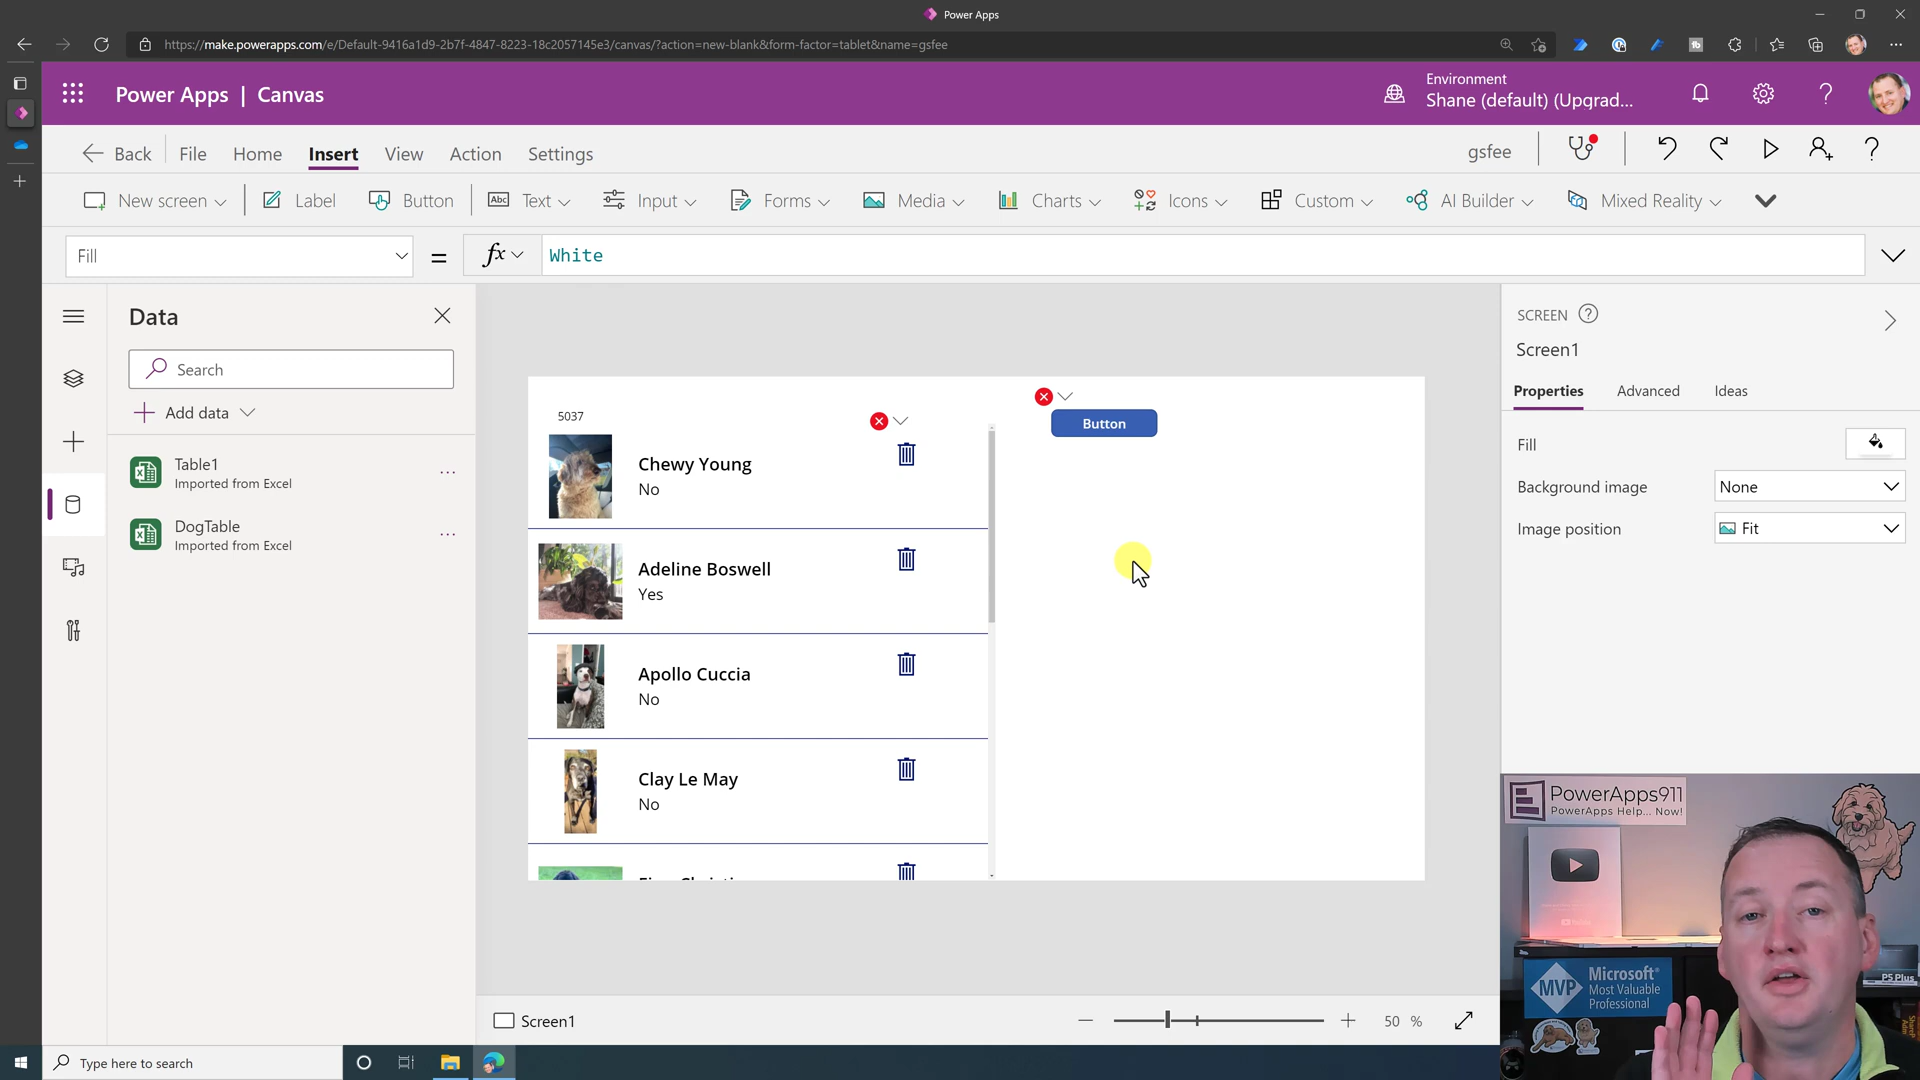 Power Apps
https://make.powerapps.com/e/Default-9416a1d9-2b7f-4847-8223-18c2057145e3/canvas/?action=new-blank&form-factor=tablet&name=gsfee
Power Apps | Canvas
Environment
Shane (default) (Upgrad...
Back File Home Insert View Action Settings
gsfee
New screen Label Button Text Input Forms Media Charts Icons Custom AI Builder Mixed Reality
Fill = fx White
Data
Search
Add data
Table1
Imported from Excel
DogTable
Imported from Excel
5037
Chewy Young
No
Adeline Boswell
Yes
Apollo Cuccia
No
Clay Le May
No
Button
SCREEN
Screen1
Properties Advanced Ideas
Fill
Background image None
Image position Fit
PowerApps911
PowerApps Help... Now!
MVP
Microsoft®
Most Valuable
Professional
P5 Plus
Screen1
50 %
Type here to search